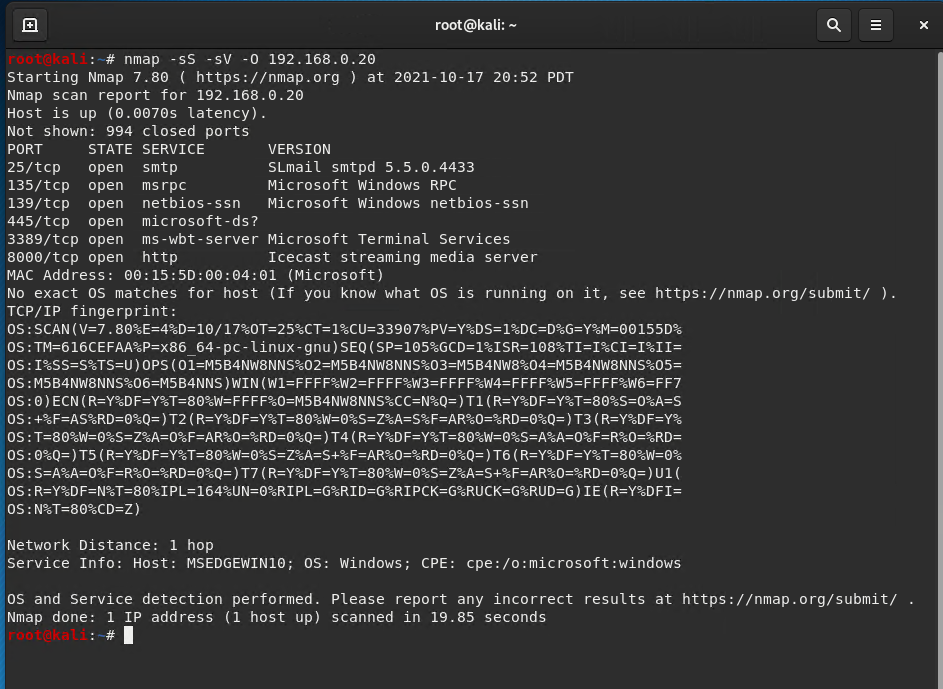 root@kali: ~
root@kali:~# nmap -sS -sV -O 192.168.0.20
Starting Nmap 7.80 ( https://nmap.org ) at 2021-10-17 20:52 PDT
Nmap scan report for 192.168.0.20
Host is up (0.0070s latency).
Not shown: 994 closed ports
PORT     STATE SERVICE       VERSION
25/tcp   open  smtp          SLmail smtpd 5.5.0.4433
135/tcp  open  msrpc         Microsoft Windows RPC
139/tcp  open  netbios-ssn   Microsoft Windows netbios-ssn
445/tcp  open  microsoft-ds?
3389/tcp open  ms-wbt-server Microsoft Terminal Services
8000/tcp open  http          Icecast streaming media server
MAC Address: 00:15:5D:00:04:01 (Microsoft)
No exact OS matches for host (If you know what OS is running on it, see https://nmap.org/submit/ ).
TCP/IP fingerprint:
OS:SCAN(V=7.80%E=4%D=10/17%OT=25%CT=1%CU=33907%PV=Y%DS=1%DC=D%G=Y%M=00155D%
OS:TM=616CEFAA%P=x86_64-pc-linux-gnu)SEQ(SP=105%GCD=1%ISR=108%TI=I%CI=I%II=
OS:I%SS=S%TS=U)OPS(O1=M5B4NW8NNS%O2=M5B4NW8NNS%O3=M5B4NW8%O4=M5B4NW8NNS%O5=
OS:M5B4NW8NNS%O6=M5B4NNS)WIN(W1=FFFF%W2=FFFF%W3=FFFF%W4=FFFF%W5=FFFF%W6=FF7
OS:0)ECN(R=Y%DF=Y%T=80%W=FFFF%O=M5B4NW8NNS%CC=N%Q=)T1(R=Y%DF=Y%T=80%S=O%A=S
OS:+%F=AS%RD=0%Q=)T2(R=Y%DF=Y%T=80%W=0%S=Z%A=S%F=AR%O=%RD=0%Q=)T3(R=Y%DF=Y%
OS:T=80%W=0%S=Z%A=O%F=AR%O=%RD=0%Q=)T4(R=Y%DF=Y%T=80%W=0%S=A%A=O%F=R%O=%RD=
OS:0%Q=)T5(R=Y%DF=Y%T=80%W=0%S=Z%A=S+%F=AR%O=%RD=0%Q=)T6(R=Y%DF=Y%T=80%W=0%
OS:S=A%A=O%F=R%O=%RD=0%Q=)T7(R=Y%DF=Y%T=80%W=0%S=Z%A=S+%F=AR%O=%RD=0%Q=)U1(
OS:R=Y%DF=N%T=80%IPL=164%UN=0%RIPL=G%RID=G%RIPCK=G%RUCK=G%RUD=G)IE(R=Y%DFI=
OS:N%T=80%CD=Z)
Network Distance: 1 hop
Service Info: Host: MSEDGEWIN10; OS: Windows; CPE: cpe:/o:microsoft:windows
OS and Service detection performed. Please report any incorrect results at https://nmap.org/submit/ .
Nmap done: 1 IP address (1 host up) scanned in 19.85 seconds
root@kali:~#